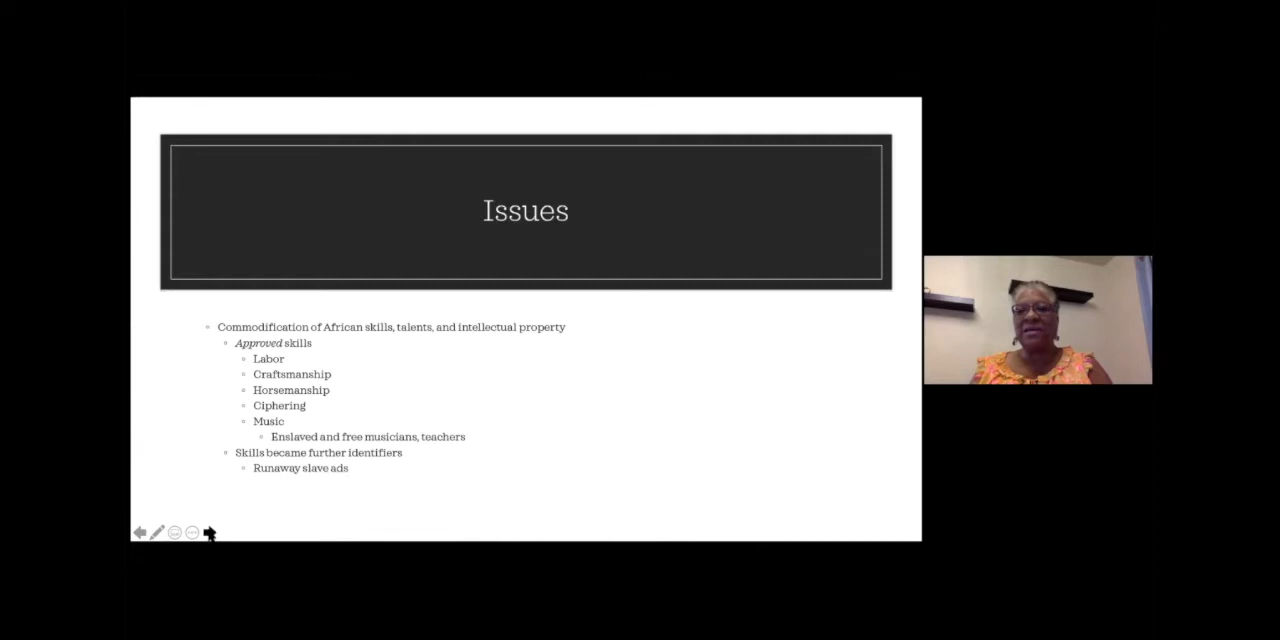 Issues
Commodification of African skills, talents, and intellectual property
Approved skills
Labor
Craftsmanship
Horsemanship
Ciphering
Music
Enslaved and free musicians, teachers
Skills became further identifiers
Runaway slave ads